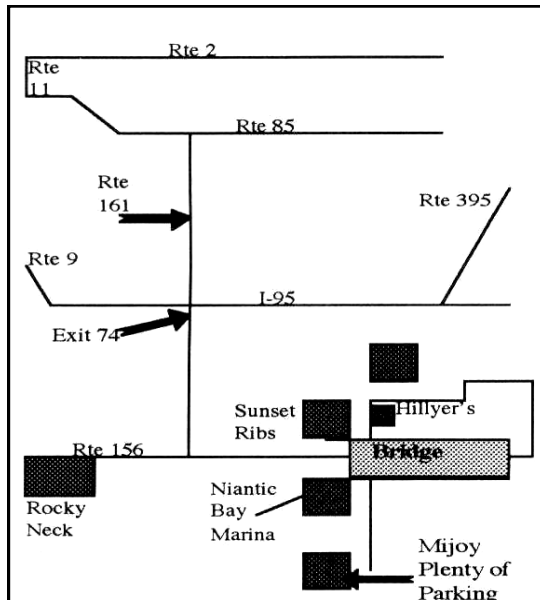 Rte 2
Rte
11
Rte 85
Rte
161
Rte 395
Rte 9
I-95
Exit 74
Sunset
Ribs
Hillyer's
Rte 156
Bridge
Rocky
Neck
Niantic
Bay
Marina
Mijoy
Plenty of
Parking